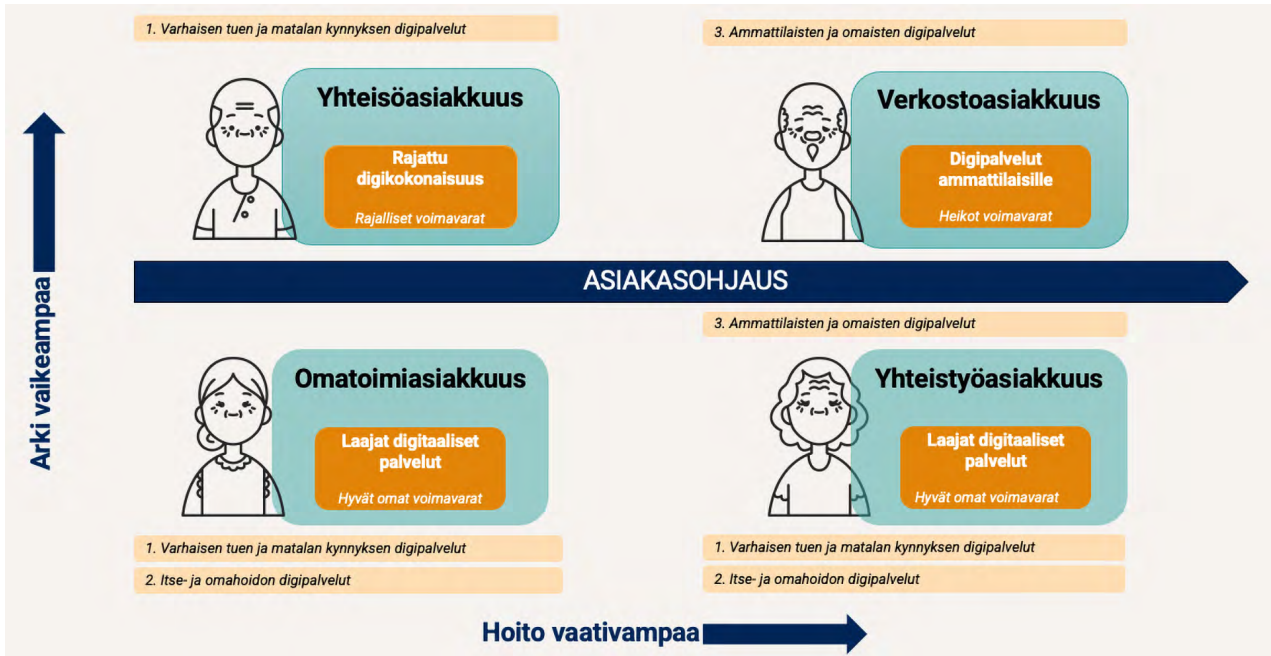 1. Varhaisen tuen ja matalan kynnyksen digipalvelut
3. Ammattilaisten ja omaisten digipalvelut
Yhteisöasiakkuus
Rajattu
digikokonaisuus
Rajalliset voimavarat
Verkostoasiakkuus
Digipalvelut
ammattilaisille
Heikot voimavarat
Arki vaikeampaa
ASIAKASOHJAUS
3. Ammattilaisten ja omaisten digipalvelut
Omatoimiasiakkuus
Laajat digitaaliset
palvelut
Hyvät omat voimavarat
Yhteistyöasiakkuus
Laajat digitaaliset
palvelut
Hyvät omat voimavarat
1. Varhaisen tuen ja matalan kynnyksen digipalvelut
2. Itse- ja omahoidon digipalvelut
1. Varhaisen tuen ja matalan kynnyksen digipalvelut
2. Itse- ja omahoidon digipalvelut
Hoito vaativampaa